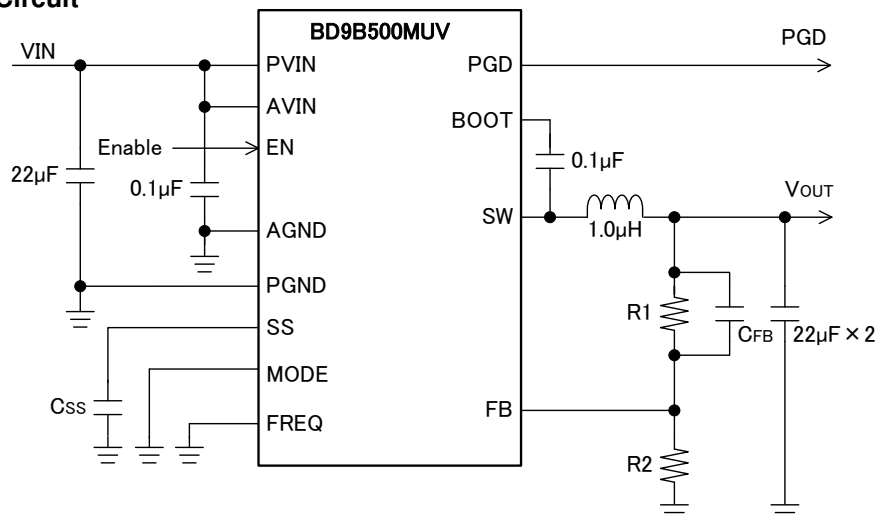 Circuit
BD9B500MUV
VIN
PVIN
PGD
PGD
AVIN
BOOT
Enable
EN
22µF
0.1µF
0.1µF
SW
1.0µH
VOUT
AGND
PGND
SS
R1
CFB
22µF×2
MODE
CSS
FB
FREQ
R2